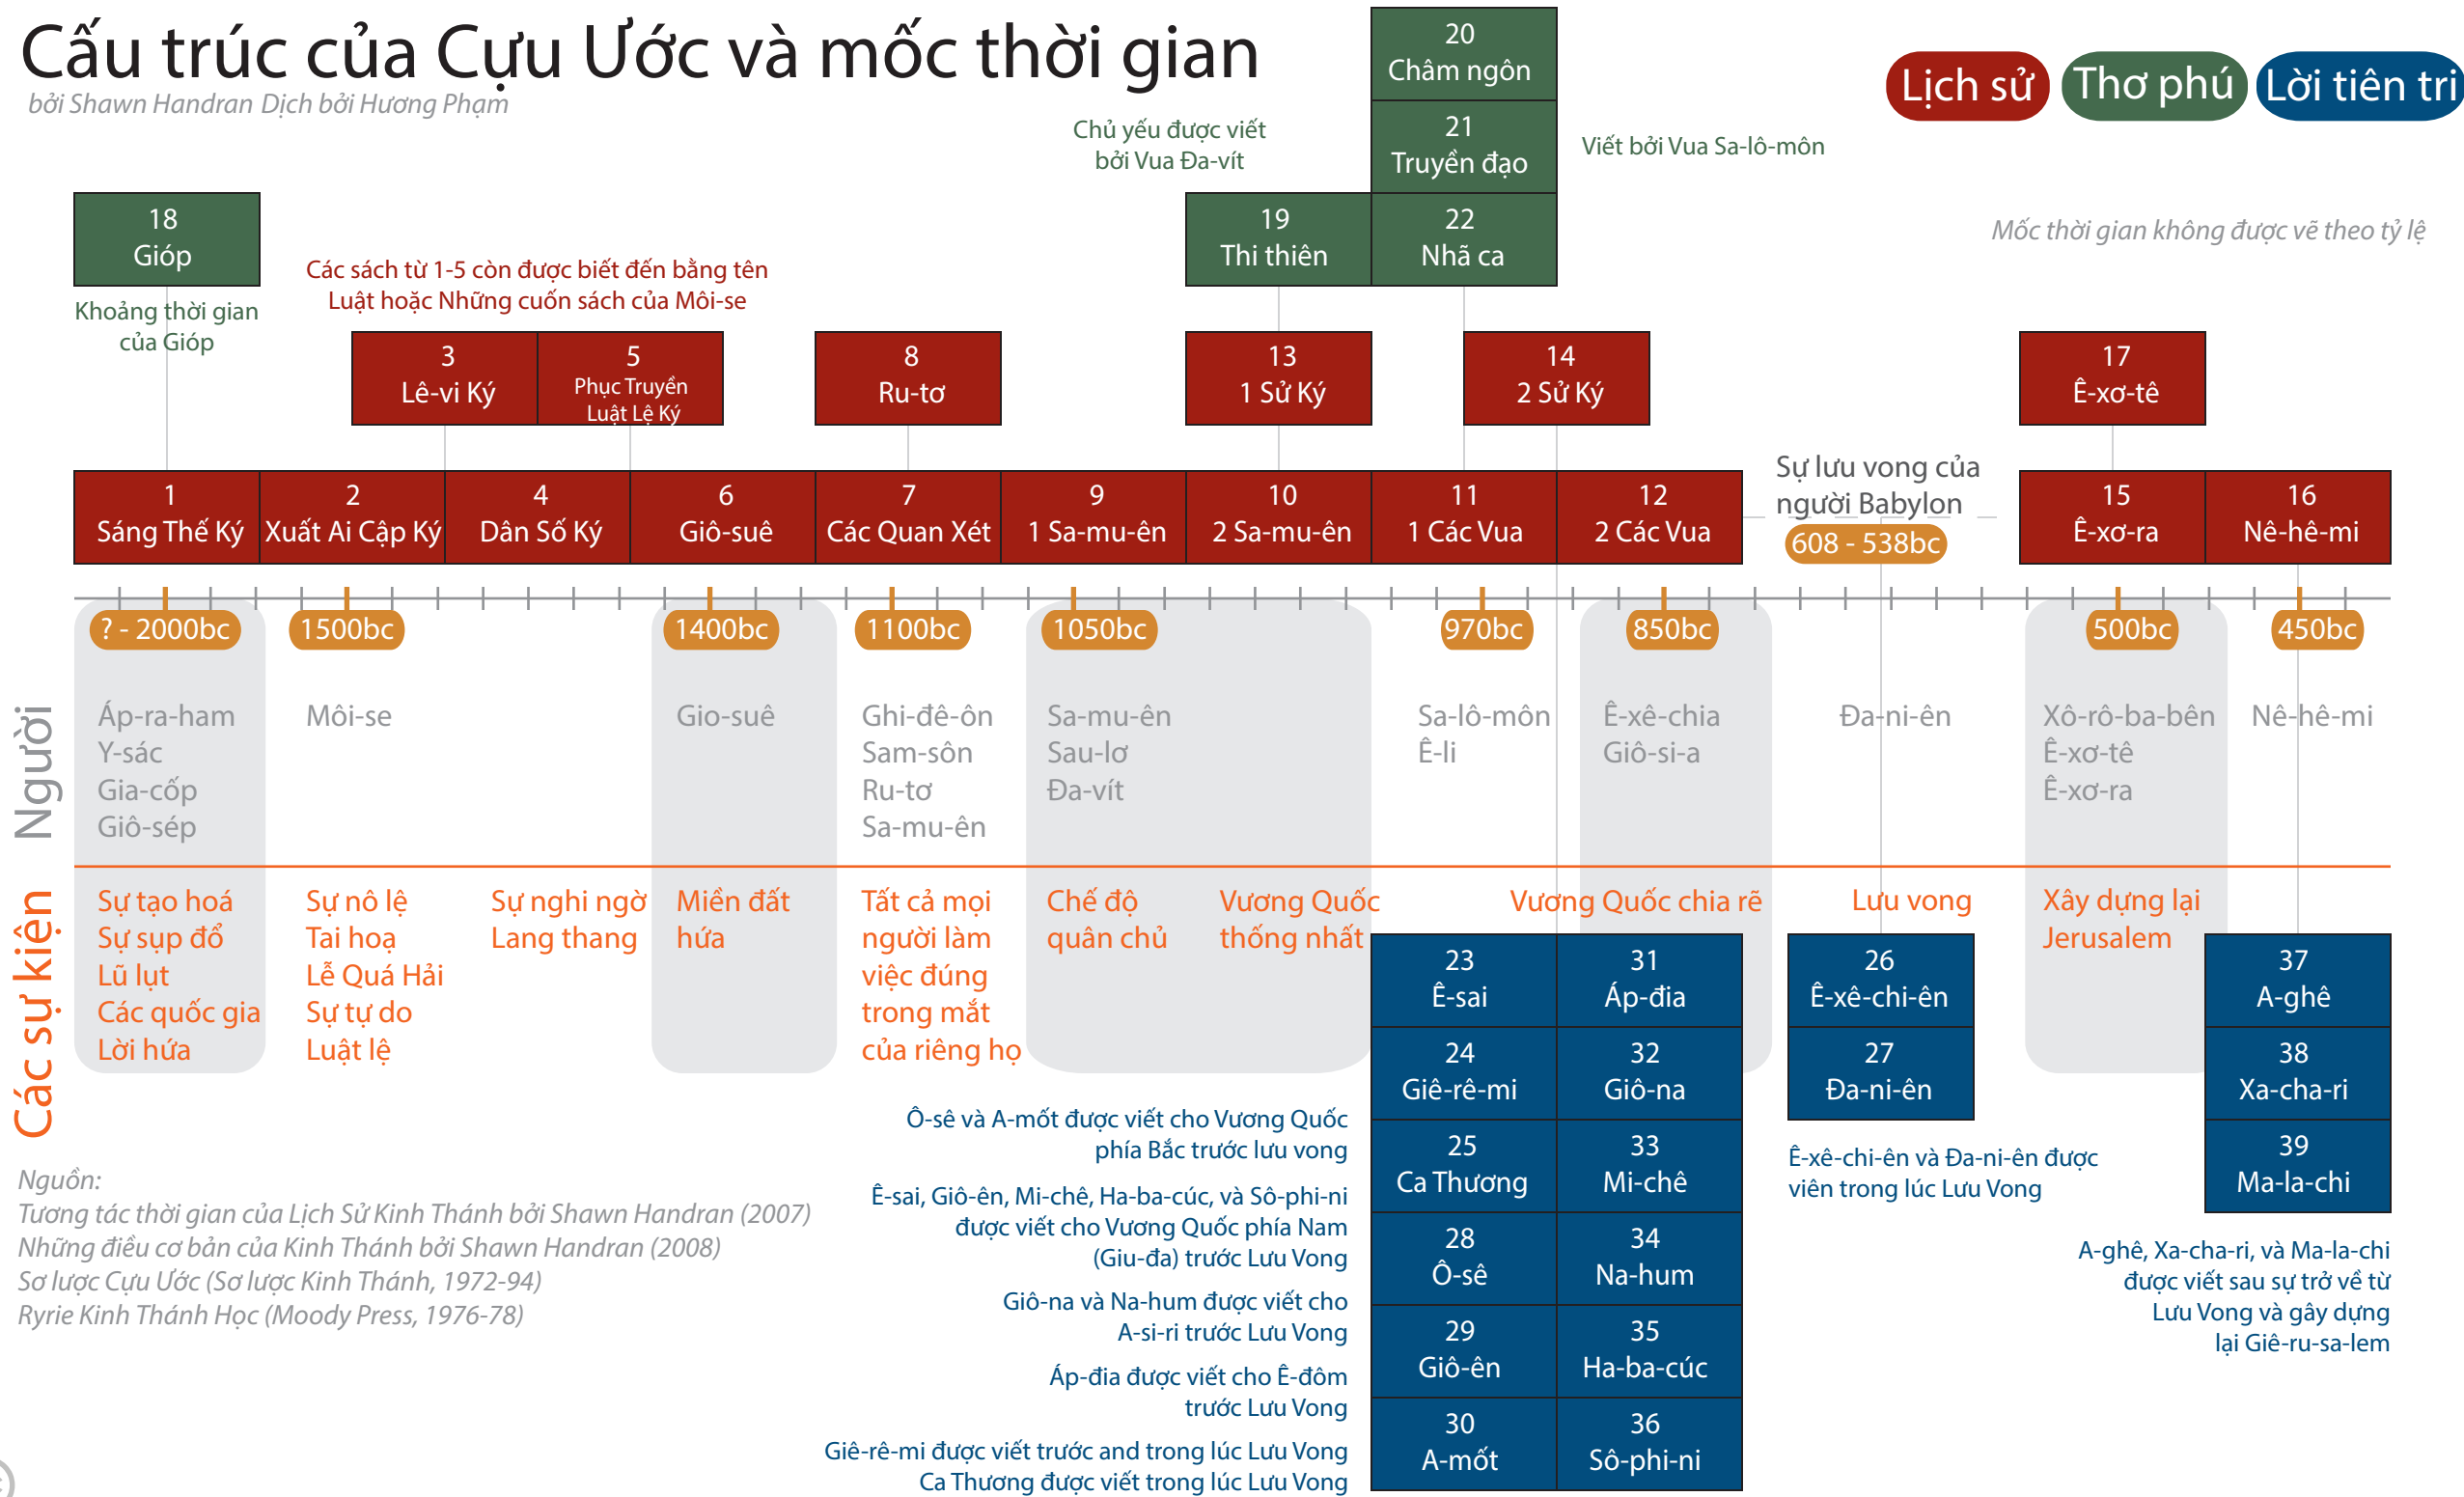 Cấu trúc của Cựu Ước và mốc thời gian
bởi Shawn Handran Dịch bởi Hương Phạm
Lịch sử
Thơ phú
Lời tiên tri
20
Châm ngôn
21
Truyền đạo
Chủ yếu được viết
bởi Vua Đa-vít
Viết bởi Vua Sa-lô-môn
18
Gióp
19
Thi thiên
22
Nhã ca
Mốc thời gian không được vẽ theo tỷ lệ
Khoảng thời gian
của Gióp
Các sách từ 1-5 còn được biết đến bằng tên
Luật hoặc Những cuốn sách của Môi-se
3
Lê-vi Ký
5
Phục Truyền
Luật Lệ Ký
8
Ru-tơ
13
1 Sử Ký
14
2 Sử Ký
17
Ê-xơ-tê
1
Sáng Thế Ký
2
Xuất Ai Cập Ký
4
Dân Số Ký
6
Giô-suê
7
Các Quan Xét
9
1 Sa-mu-ên
10
2 Sa-mu-ên
11
1 Các Vua
12
2 Các Vua
Sự lưu vong của
người Babylon
608 - 538bc
15
Ê-xơ-ra
16
Nê-hê-mi
? - 2000bc
1500bc
1400bc
1100bc
1050bc
970bc
850bc
500bc
450bc
Người
Áp-ra-ham
Y-sác
Gia-cốp
Giô-sép
Môi-se
Gio-suê
Ghi-đê-ôn
Sam-sôn
Ru-tơ
Sa-mu-ên
Sa-mu-ên
Sau-lơ
Đa-vít
Sa-lô-môn
Ê-li
Ê-xê-chia
Giô-si-a
Đa-ni-ên
Xô-rô-ba-bên
Ê-xơ-tê
Ê-xơ-ra
Nê-hê-mi
Các sự kiện
Sự tạo hoá
Sự sụp đổ
Lũ lụt
Các quốc gia
Lời hứa
Sự nô lệ
Tai hoạ
Lễ Quá Hải
Sự tự do
Luật lệ
Sự nghi ngờ
Lang thang
Miền đất
hứa
Tất cả mọi
người làm
việc đúng
trong mắt
của riêng họ
Chế độ
quân chủ
Vương Quốc
thống nhất
Vương Quốc chia rẽ
Lưu vong
Xây dựng lại
Jerusalem
23
Ê-sai
31
Áp-đia
24
Giê-rê-mi
32
Giô-na
25
Ca Thương
33
Mi-chê
28
Ô-sê
34
Na-hum
29
Giô-ên
35
Ha-ba-cúc
30
A-mốt
36
Sô-phi-ni
26
Ê-xê-chi-ên
27
Đa-ni-ên
37
A-ghê
38
Xa-cha-ri
39
Ma-la-chi
Ô-sê và A-mốt được viết cho Vương Quốc
phía Bắc trước lưu vong
Ê-sai, Giô-ên, Mi-chê, Ha-ba-cúc, và Sô-phi-ni
được viết cho Vương Quốc phía Nam
(Giu-đa) trước Lưu Vong
Giô-na và Na-hum được viết cho
A-si-ri trước Lưu Vong
Áp-đia được viết cho Ê-đôm
trước Lưu Vong
Giê-rê-mi được viết trước and trong lúc Lưu Vong
Ca Thương được viết trong lúc Lưu Vong
Ê-xê-chi-ên và Đa-ni-ên được
viên trong lúc Lưu Vong
A-ghê, Xa-cha-ri, và Ma-la-chi
được viết sau sự trở về từ
Lưu Vong và gây dựng
lại Giê-ru-sa-lem
Nguồn:
Tương tác thời gian của Lịch Sử Kinh Thánh bởi Shawn Handran (2007)
Những điều cơ bản của Kinh Thánh bởi Shawn Handran (2008)
Sơ lược Cựu Ước (Sơ lược Kinh Thánh, 1972-94)
Ryrie Kinh Thánh Học (Moody Press, 1976-78)